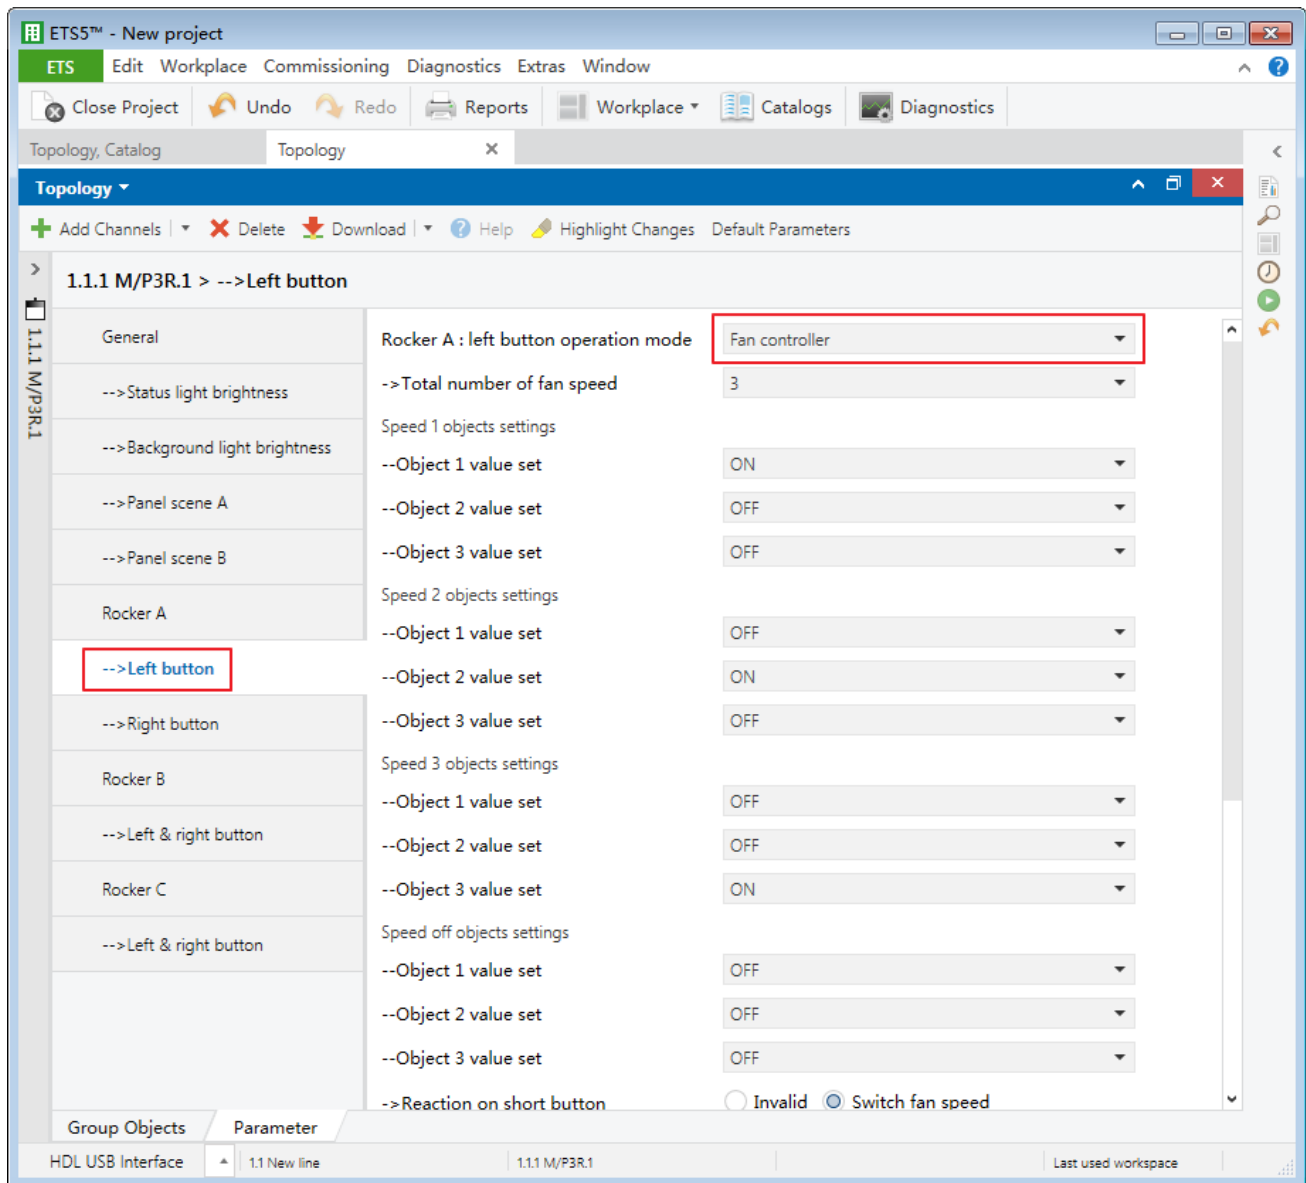 ETS5™ - New project
ETS Edit Workplace Commissioning Diagnostics Extras Window
Close Project Undo Redo Reports Workplace Catalogs Diagnostics
Topology, Catalog Topology
Topology
Add Channels Delete Download Help Highlight Changes Default Parameters
1.1.1 M/P3R.1 > -->Left button
1.1.1 M/P3R.1
General
-->Status light brightness
-->Background light brightness
-->Panel scene A
-->Panel scene B
Rocker A
-->Left button
-->Right button
Rocker B
-->Left & right button
Rocker C
-->Left & right button
Rocker A : left button operation mode Fan controller
->Total number of fan speed 3
Speed 1 objects settings
--Object 1 value set ON
--Object 2 value set OFF
--Object 3 value set OFF
Speed 2 objects settings
--Object 1 value set OFF
--Object 2 value set ON
--Object 3 value set OFF
Speed 3 objects settings
--Object 1 value set OFF
--Object 2 value set OFF
--Object 3 value set ON
Speed off objects settings
--Object 1 value set OFF
--Object 2 value set OFF
--Object 3 value set OFF
->Reaction on short button Invalid Switch fan speed
Group Objects Parameter
HDL USB Interface 1.1 New line 1.1.1 M/P3R.1 Last used workspace